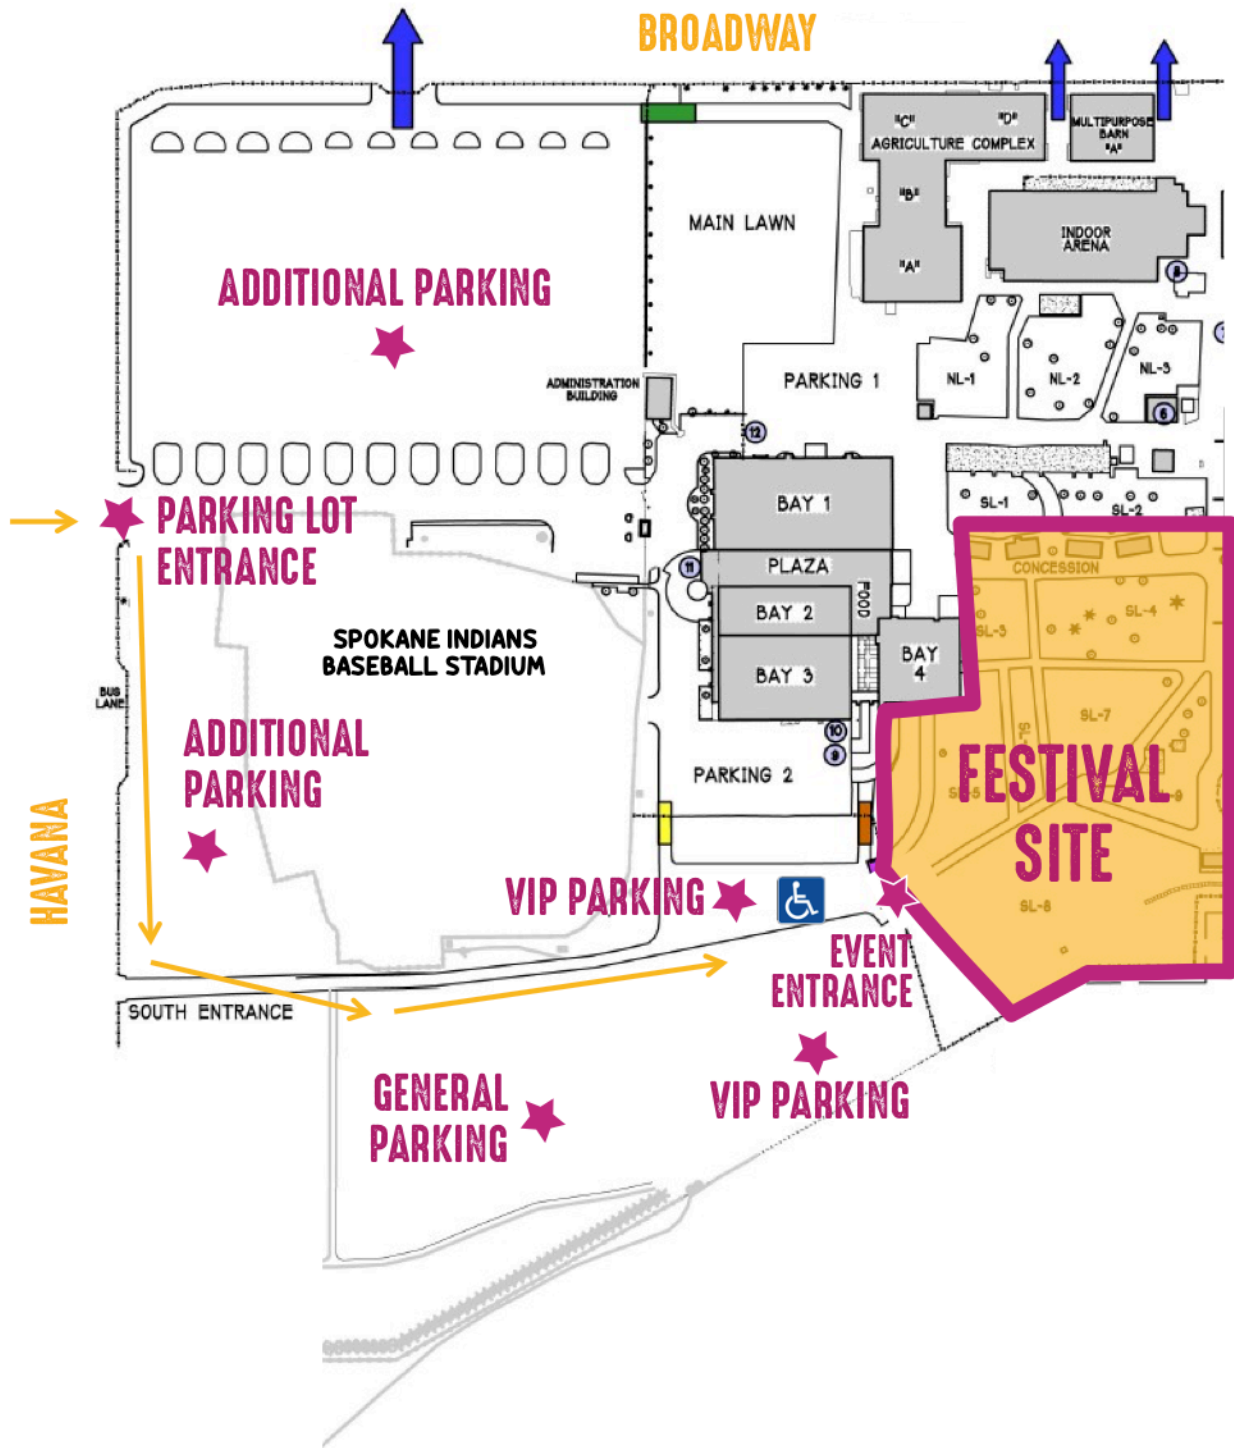 BROADWAY
"C"
"D"
AGRICULTURE COMPLEX
MULTIPURPOSE
BARN
"A"
"B"
MAIN LAWN
INDOOR
ARENA
"A"
8
ADDITIONAL PARKING
ADMINISTRATION
BUILDING
PARKING 1
NL-1
NL-2
NL-3
6
12
PARKING LOT
ENTRANCE
BAY 1
SL-1
SL-2
PLAZA
11
CONCESSION
BAY 2
FOOD
SL-3
SL-4
SPOKANE INDIANS
BASEBALL STADIUM
BAY 3
BAY
4
BUS
LANE
SL-7
ADDITIONAL
PARKING
10
9
PARKING 2
FESTIVAL
SITE
HAVANA
VIP PARKING
SL-8
EVENT
ENTRANCE
SOUTH ENTRANCE
GENERAL
PARKING
VIP PARKING